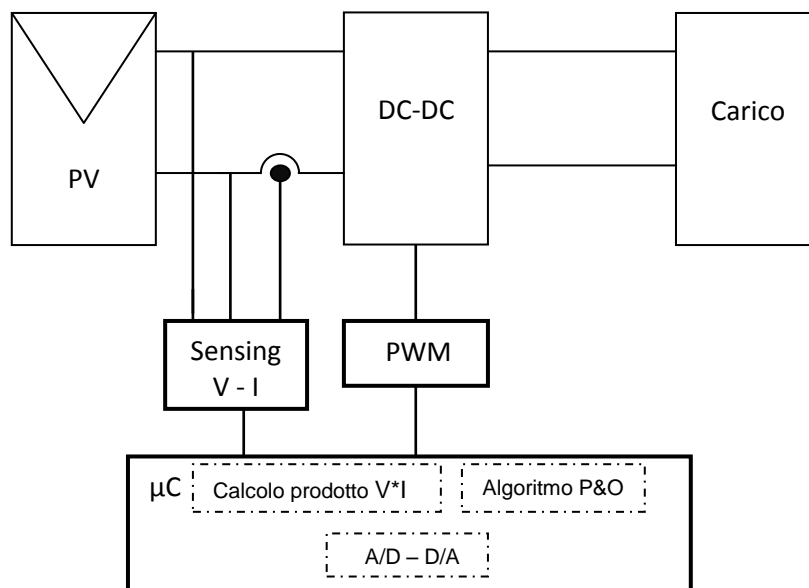 PV
DC-DC
Carico
Sensing
V - I
PWM
µC
Calcolo prodotto V*I
Algoritmo P&O
A/D – D/A